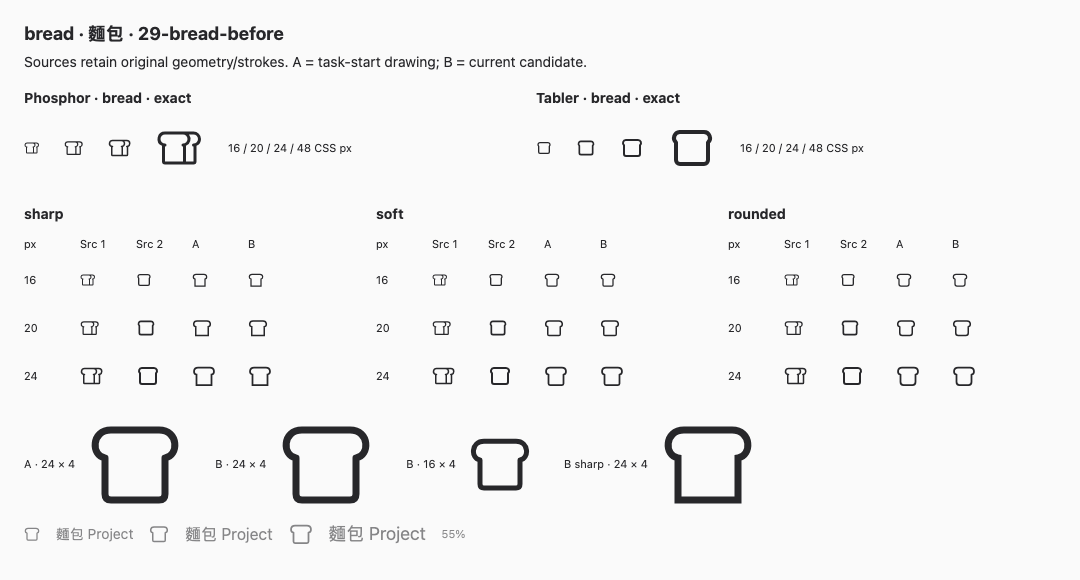 bread · 麵包 · 29-bread-before
Sources retain original geometry/strokes. A = task-start drawing; B = current candidate.
Phosphor · bread · exact
Tabler · bread · exact
16 / 20 / 24 / 48 CSS px
16 / 20 / 24 / 48 CSS px
sharp
soft
rounded
px Src 1 Src 2 A B
px Src 1 Src 2 A B
px Src 1 Src 2 A B
16
16
16
20
20
20
24
24
24
A · 24 × 4
B · 24 × 4
B · 16 × 4
B sharp · 24 × 4
麵包 Project
麵包 Project
麵包 Project
55%